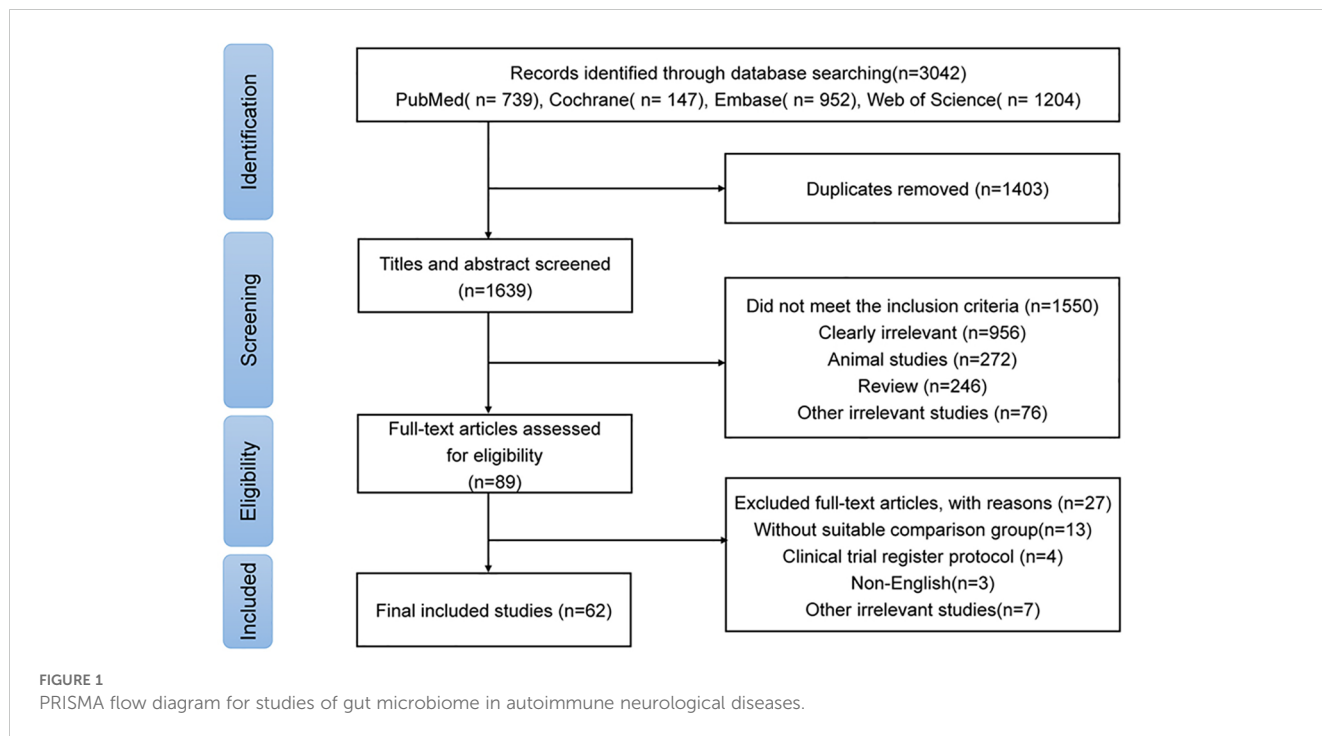 Identification
Records identified through database searching(n=3042)
PubMed( n= 739), Cochrane( n= 147), Embase( n= 952), Web of Science( n= 1204)
Duplicates removed (n=1403)
Screening
Titles and abstract screened
(n=1639)
Did not meet the inclusion criteria (n=1550)
Clearly irrelevant (n=956)
Animal studies (n=272)
Review (n=246)
Other irrelevant studies (n=76)
Eligibility
Full-text articles assessed
for eligibility
(n=89)
Excluded full-text articles, with reasons (n=27)
Without suitable comparison group(n=13)
Clinical trial register protocol (n=4)
Non-English(n=3)
Other irrelevant studies(n=7)
Included
Final included studies (n=62)
FIGURE 1
PRISMA flow diagram for studies of gut microbiome in autoimmune neurological diseases.